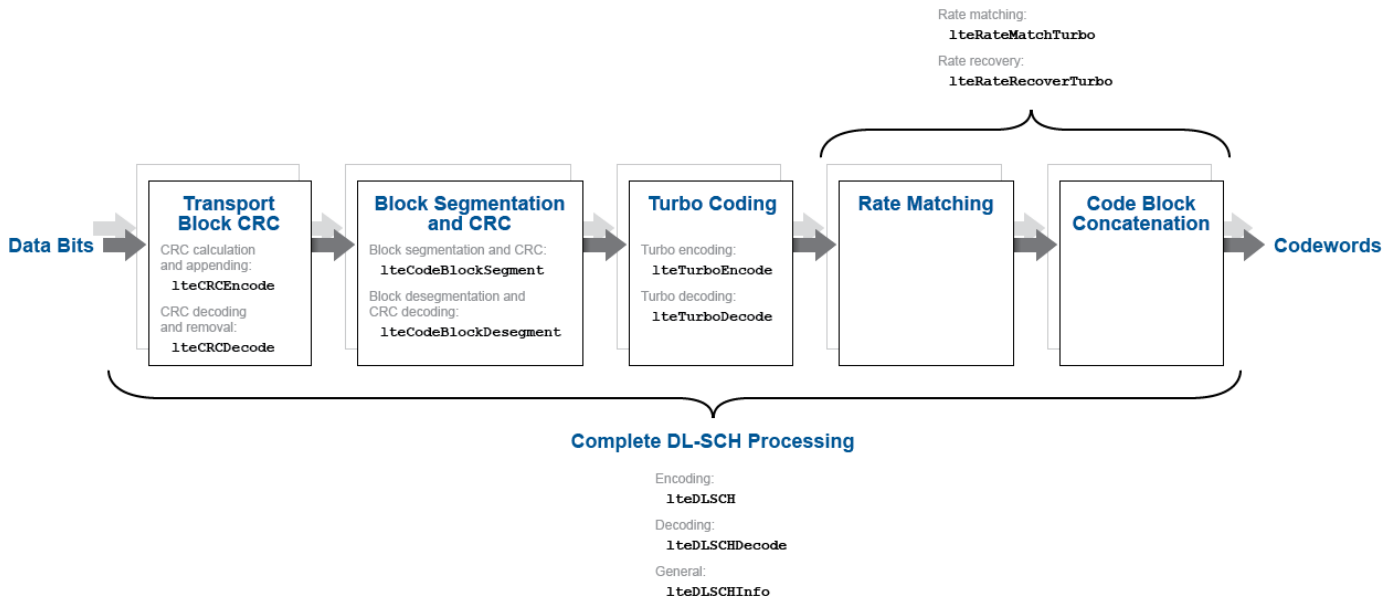 Rate matching:
lteRateMatchTurbo
Rate recovery:
lteRateRecoverTurbo
Data Bits
Transport
Block CRC
CRC calculation
and appending:
lteCRCEncode
CRC decoding
and removal:
lteCRCDecode
Block Segmentation
and CRC
Block segmentation and CRC:
lteCodeBlockSegment
Block desegmentation and
CRC decoding:
lteCodeBlockDesegment
Turbo Coding
Turbo encoding:
lteTurboEncode
Turbo decoding:
lteTurboDecode
Rate Matching
Code Block
Concatenation
Codewords
Complete DL-SCH Processing
Encoding:
lteDLSCH
Decoding:
lteDLSCHDecode
General:
lteDLSCHInfo